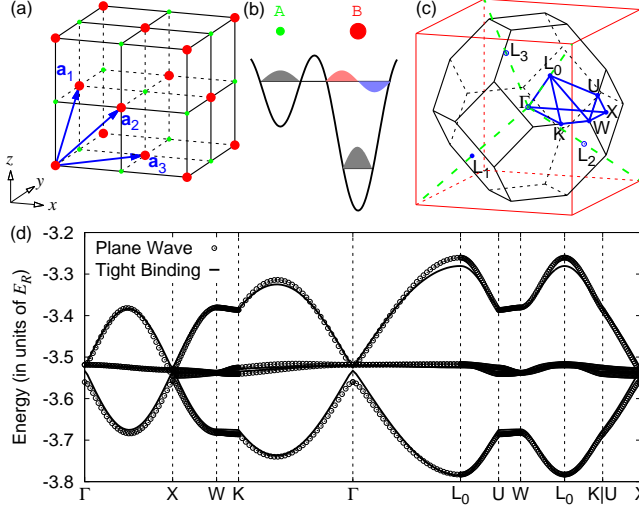 (a)
a1
a2
a3
z
y
x
(b)
A
B
(c)
L3
L0
Γ
U
X
K
W
L1
L2
(d)
Plane Wave
Tight Binding
Energy (in units of ER)
-3.2
-3.3
-3.4
-3.5
-3.6
-3.7
-3.8
Γ X W K Γ L0 U W L0 K|U X